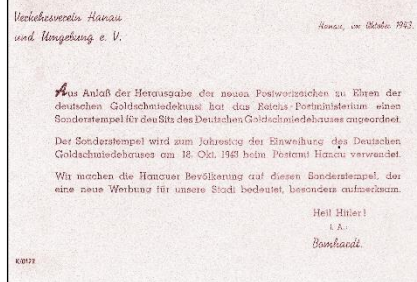 Verkehrsverein Hanau
und Umgebung e. V.
Hanau, im Oktober 1943.
Aus Anlaß der Herausgabe der neuen Postwertzeichen zu Ehren der
deutschen Goldschmiedekunst hat das Reichs-Postministerium einen
Sonderstempel für den Sitz des Deutschen Goldschmiedehauses angeordnet.
Der Sonderstempel wird zum Jahrestag der Einweihung des Deutschen
Goldschmiedehauses am 18. Okt. 1943 beim Postamt Hanau verwendet.
Wir machen die Hanauer Bevölkerung auf diesen Sonderstempel, der
eine neue Werbung für unsere Stadt bedeutet, besonders aufmerksam.
Heil Hitler!
i. A.:
Bomhardt.